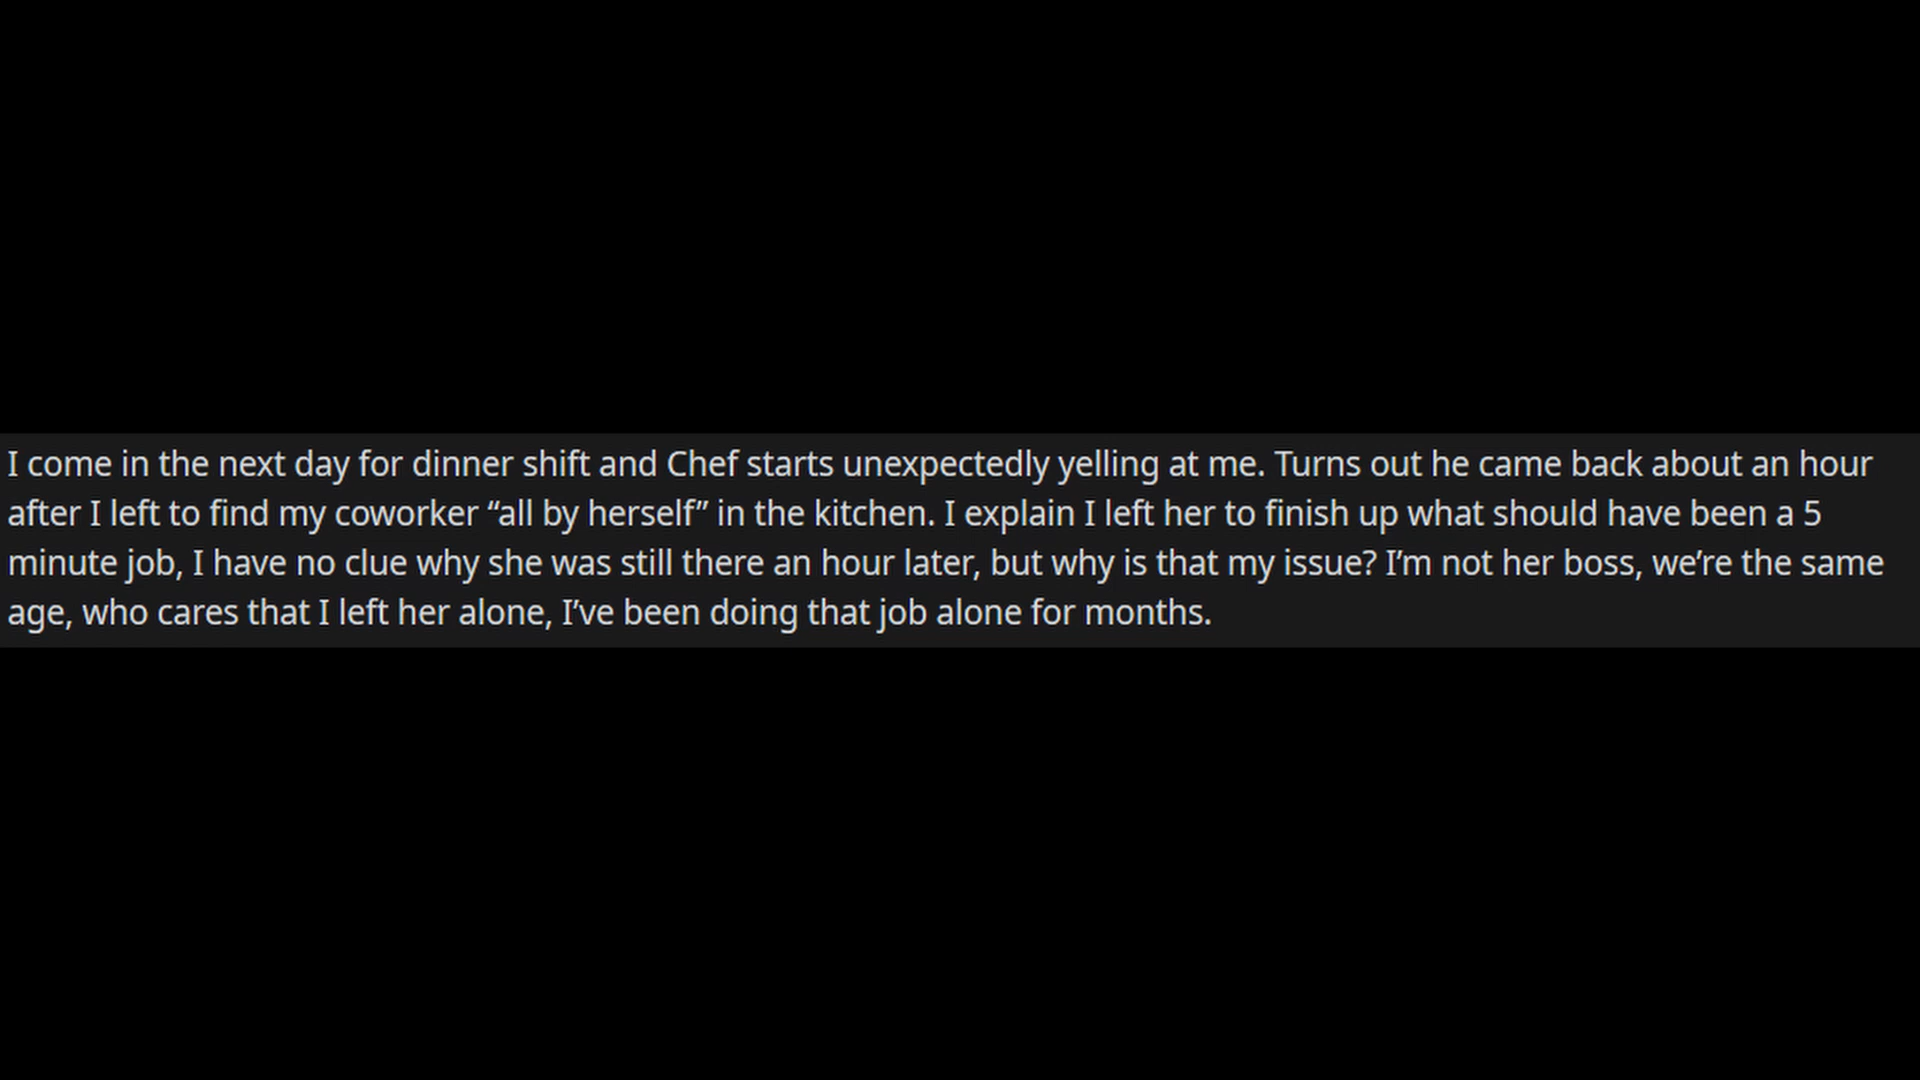 I come in the next day for dinner shift and Chef starts unexpectedly yelling at me. Turns out he came back about an hour
after I left to find my coworker “all by herself” in the kitchen. I explain I left her to finish up what should have been a 5
minute job, I have no clue why she was still there an hour later, but why is that my issue? I’m not her boss, we’re the same
age, who cares that I left her alone, I’ve been doing that job alone for months.